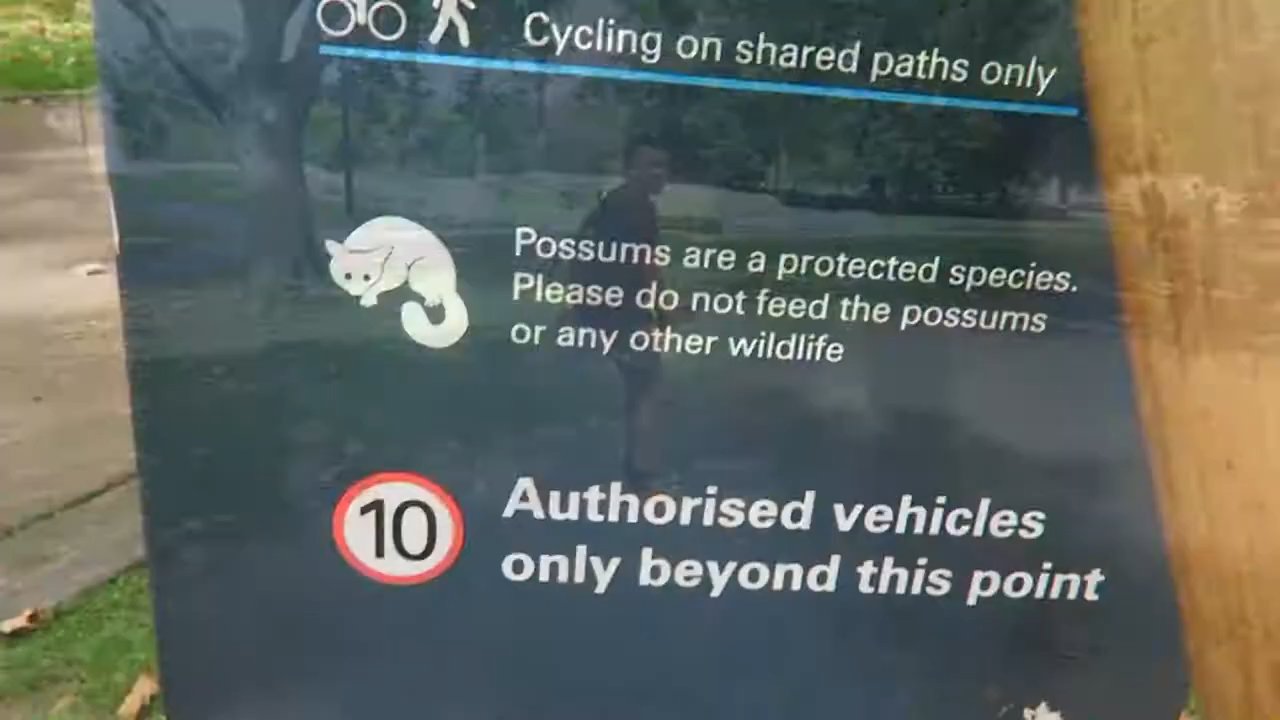 Cycling on shared paths only
Possums are a protected species.
Please do not feed the possums
or any other wildlife
10
Authorised vehicles
only beyond this point